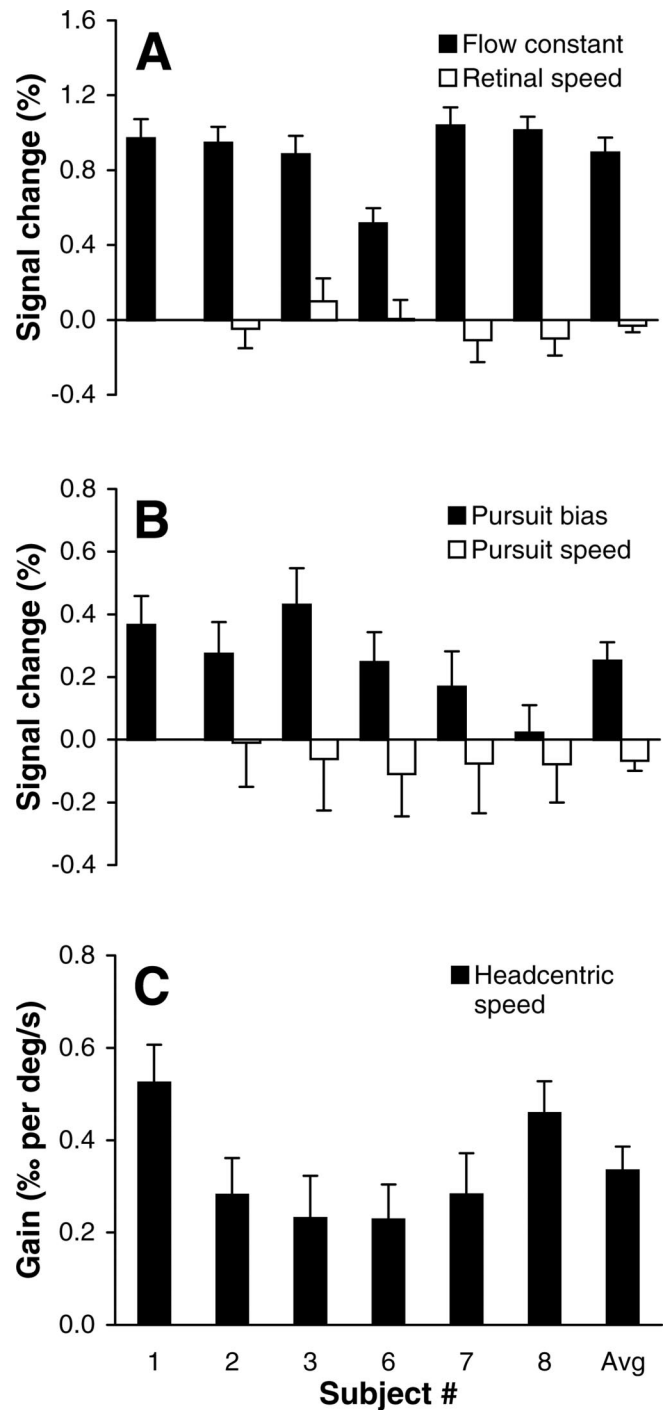 A
Flow constant
Retinal speed
Signal change (%)
1.6
1.2
0.8
0.4
0.0
-0.4
B
Pursuit bias
Pursuit speed
Signal change (%)
0.8
0.6
0.4
0.2
0.0
-0.2
-0.4
C
Headcentric
speed
Gain (‰ per deg/s)
0.8
0.6
0.4
0.2
0.0
1 2 3 6 7 8 Avg
Subject #